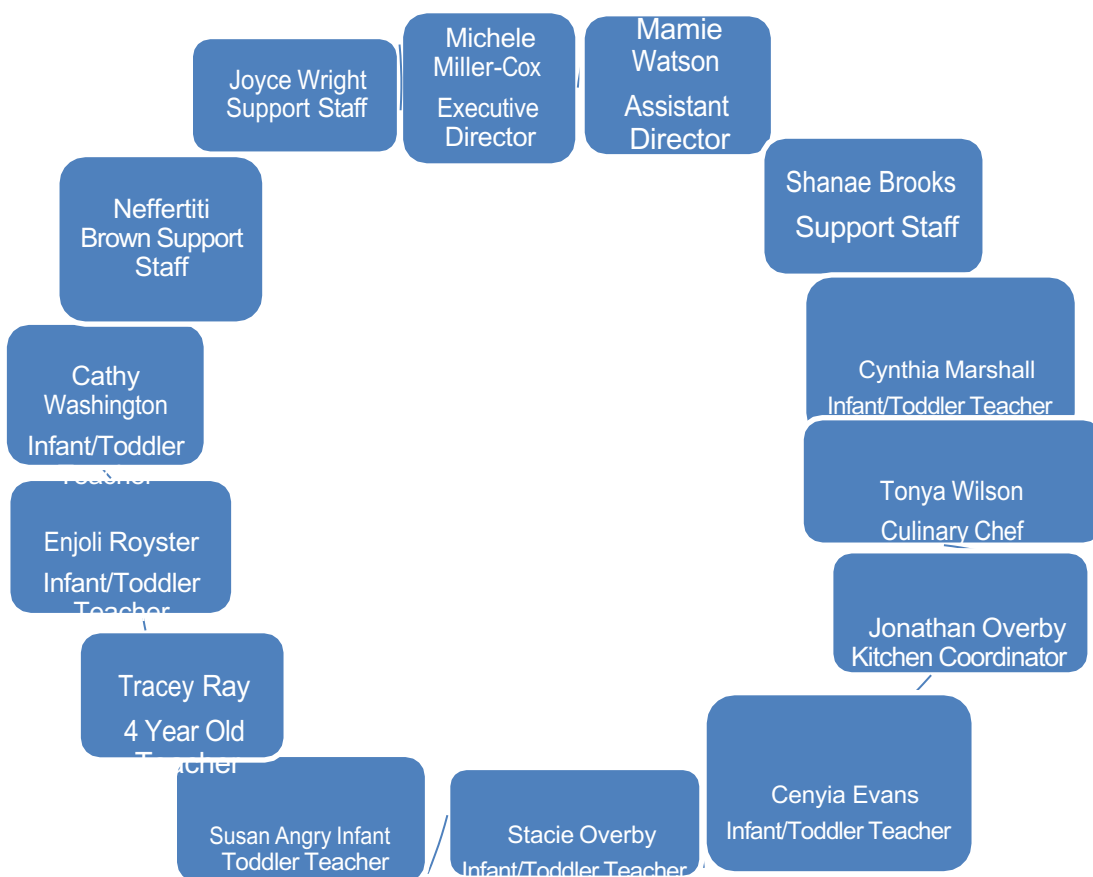 Michele
Miller-Cox
Executive
Director
Mamie
Watson
Assistant
Director
Shanae Brooks
Support Staff
Cynthia Marshall
Infant/Toddler Teacher
Tonya Wilson
Culinary Chef
Jonathan Overby
Kitchen Coordinator
Cenyia Evans
Infant/Toddler Teacher
Stacie Overby
Infant/Toddler Teacher
Susan Angry Infant
Toddler Teacher
Tracey Ray
4 Year Old
Teacher
Enjoli Royster
Infant/Toddler
Teacher
Cathy
Washington
Infant/Toddler
Teacher
Neffertiti
Brown Support
Staff
Joyce Wright
Support Staff